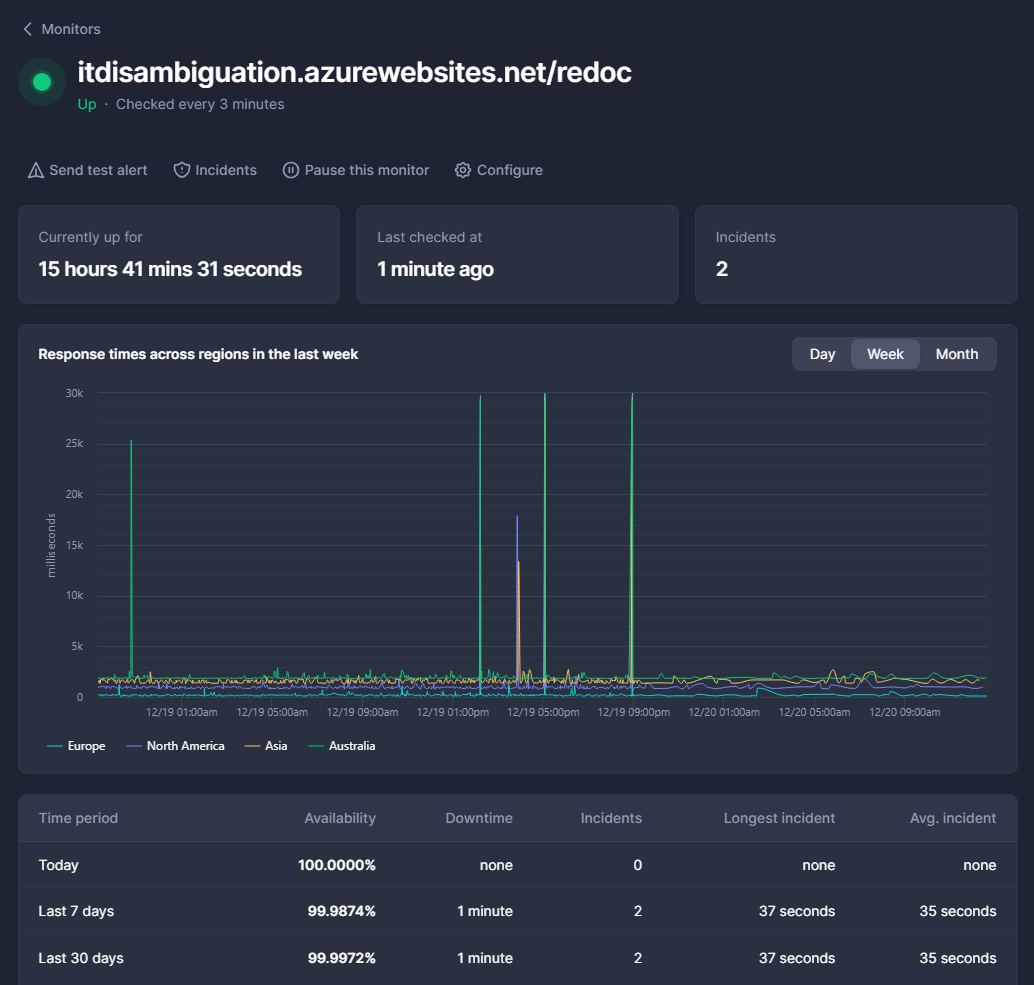 Monitors
itdisambiguation.azurewebsites.net/redoc
Up · Checked every 3 minutes
Send test alert Incidents Pause this monitor Configure
Currently up for Last checked at Incidents
15 hours 41 mins 31 seconds 1 minute ago 2
Response times across regions in the last week Day Week Month
30k
25k
20k
15k
10k
5k
0
milliseconds
12/19 01:00am 12/19 05:00am 12/19 09:00am 12/19 01:00pm 12/19 05:00pm 12/19 09:00pm 12/20 01:00am 12/20 05:00am 12/20 09:00am
Europe North America Asia Australia
Time period Availability Downtime Incidents Longest incident Avg. incident
Today 100.0000% none 0 none none
Last 7 days 99.9874% 1 minute 2 37 seconds 35 seconds
Last 30 days 99.9972% 1 minute 2 37 seconds 35 seconds